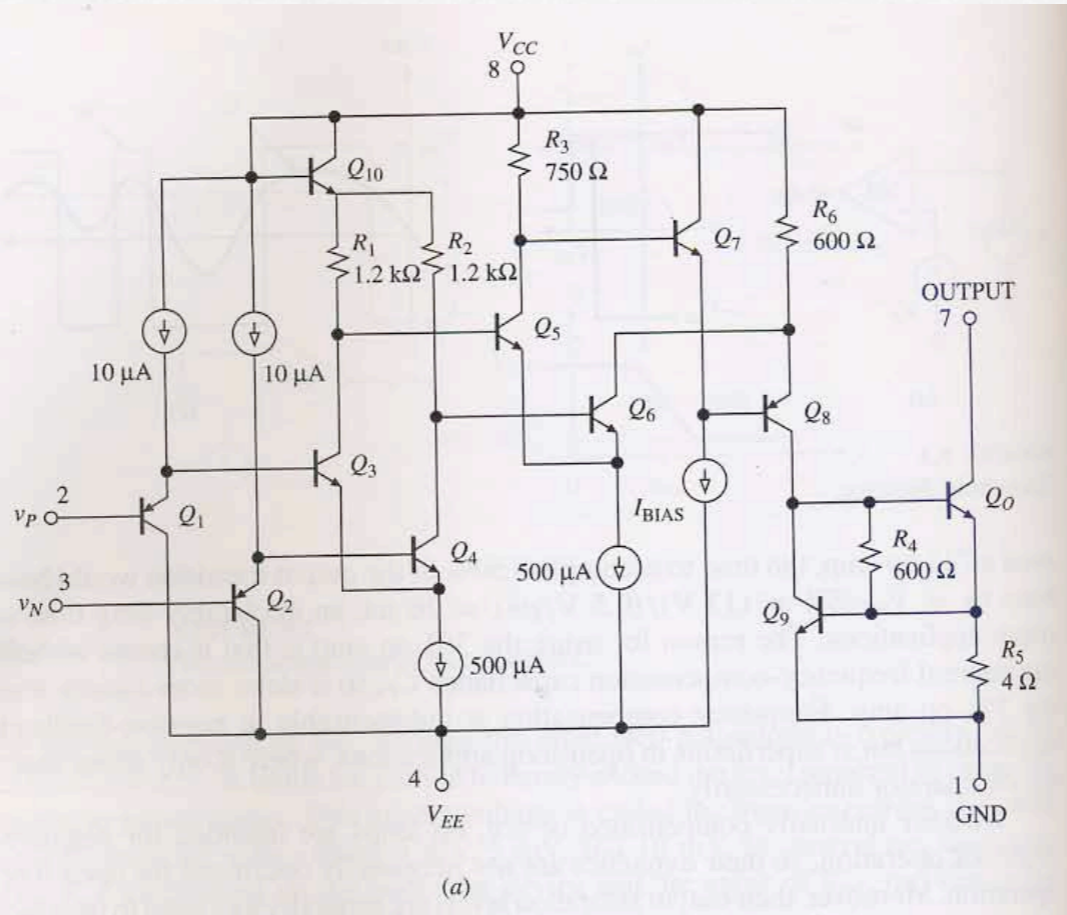 V_CC
8
Q_10
R_3
750 Ω
R_1
1.2 kΩ
R_2
1.2 kΩ
Q_7
R_6
600 Ω
OUTPUT
7
10 μA
10 μA
Q_5
Q_6
Q_8
Q_3
2
v_P
Q_1
I_BIAS
Q_O
Q_4
R_4
600 Ω
3
v_N
Q_2
500 μA
Q_9
500 μA
R_5
4 Ω
4
V_EE
1
GND
(a)